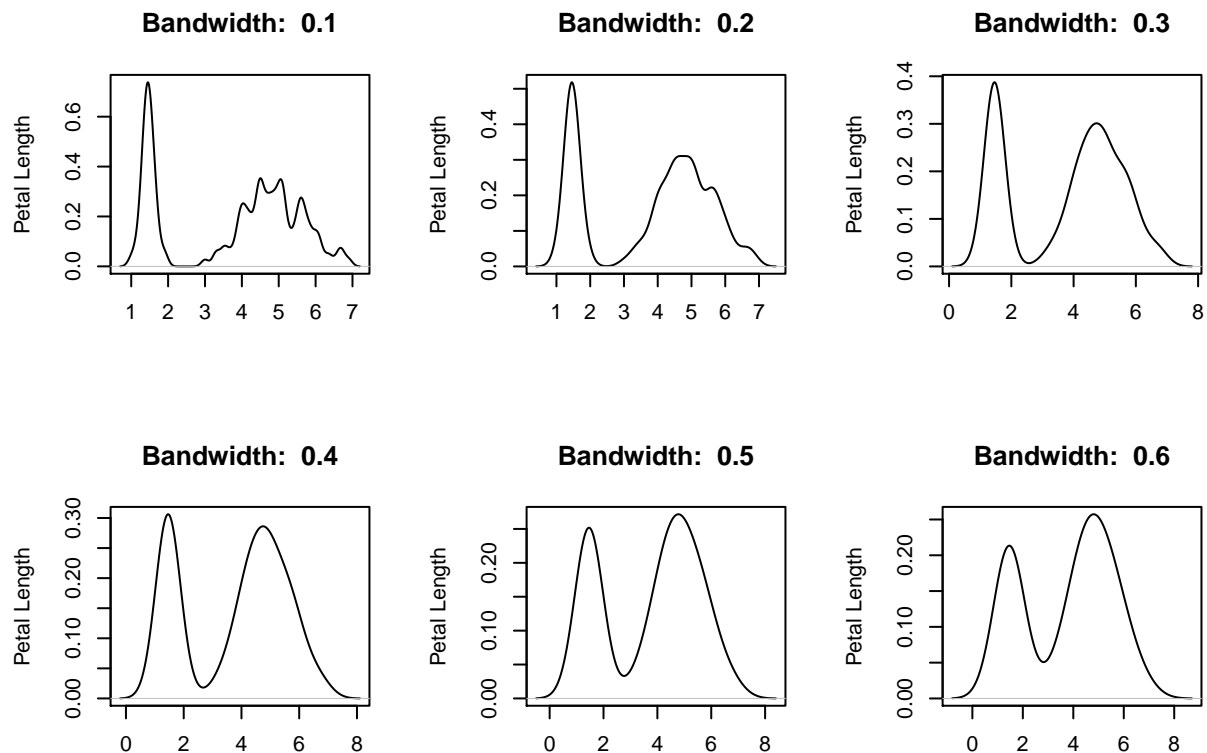 Bandwidth:  0.1
Petal Length
0.0 0.2 0.4 0.6
1 2 3 4 5 6 7
Bandwidth:  0.2
Petal Length
0.0 0.2 0.4
1 2 3 4 5 6 7
Bandwidth:  0.3
Petal Length
0.0 0.1 0.2 0.3 0.4
0 2 4 6 8
Bandwidth:  0.4
Petal Length
0.00 0.10 0.20 0.30
0 2 4 6 8
Bandwidth:  0.5
Petal Length
0.00 0.10 0.20
0 2 4 6 8
Bandwidth:  0.6
Petal Length
0.00 0.10 0.20
0 2 4 6 8